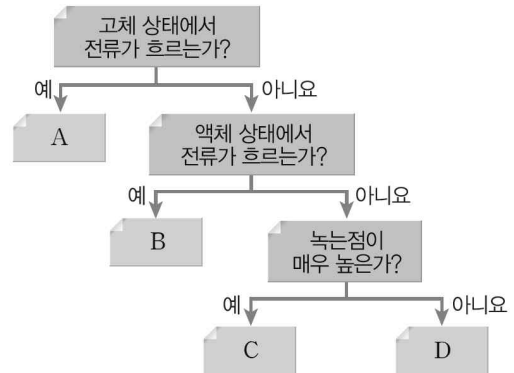 고체 상태에서
전류가 흐르는가?
예
아니요
A
액체 상태에서
전류가 흐르는가?
예
아니요
B
녹는점이
매우 높은가?
예
아니요
C
D